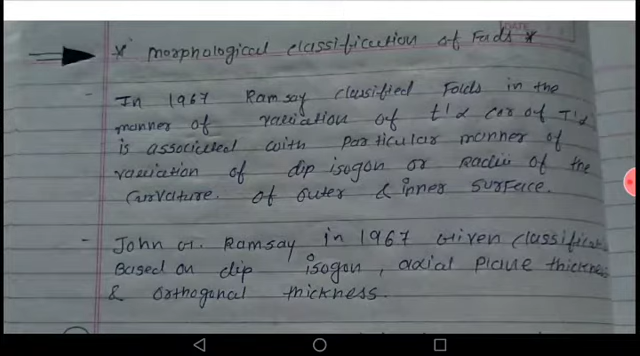 * Morphological classification of Folds *
- In 1967 Ramsay classified Folds in the
manner of variation of t'α (or of T'α
is associated with particular manner of
variation of dip isogon or Radii of the
Curvature. of outer & inner surface.
- John G. Ramsay in 1967 Given classificat
Based on dip isogon, axial plane thickness
& orthogonal thickness.